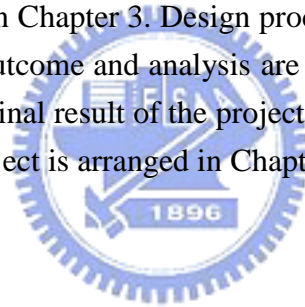 n Chapter 3. Design proc
utcome and analysis are
inal result of the project
ect is arranged in Chapt
1896